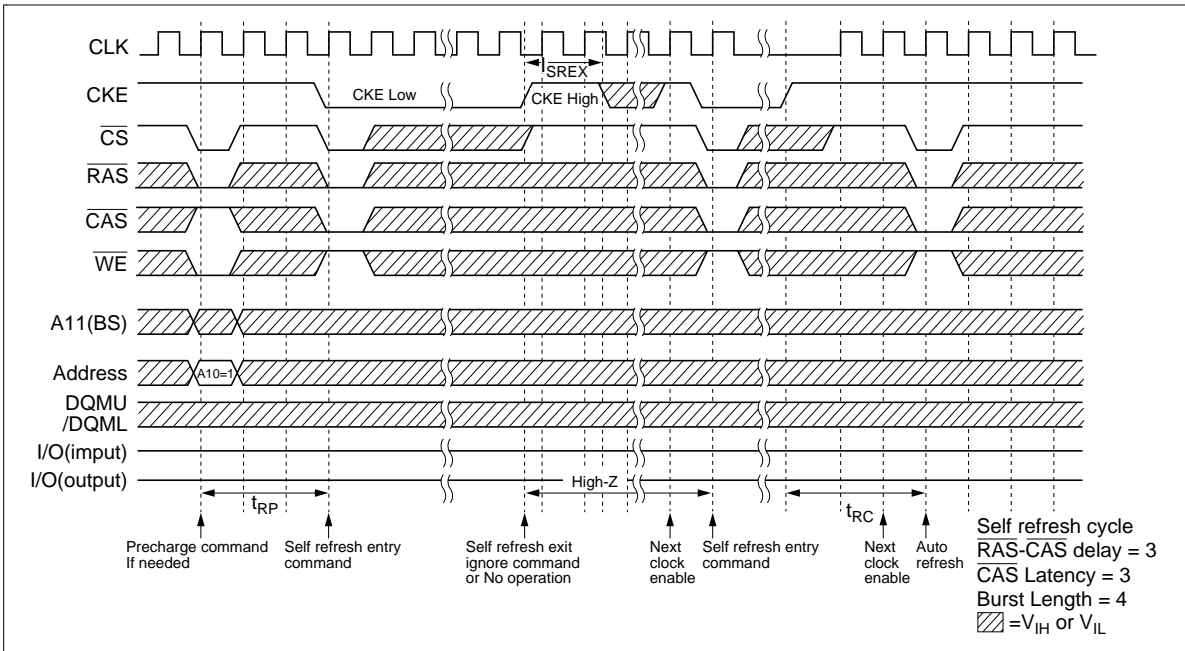 CLK
lSREX
CKE
CKE Low
CKE High
CS
RAS
CAS
WE
A11(BS)
Address
A10=1
DQMU
/DQML
I/O(imput)
I/O(output)
High-Z
tRP
tRC
Precharge command
If needed
Self refresh entry
command
Self refresh exit
ignore command
or No operation
Next
clock
enable
Self refresh entry
command
Next
clock
enable
Auto
refresh
Self refresh cycle
RAS-CAS delay = 3
CAS Latency = 3
Burst Length = 4
=VIH or VIL